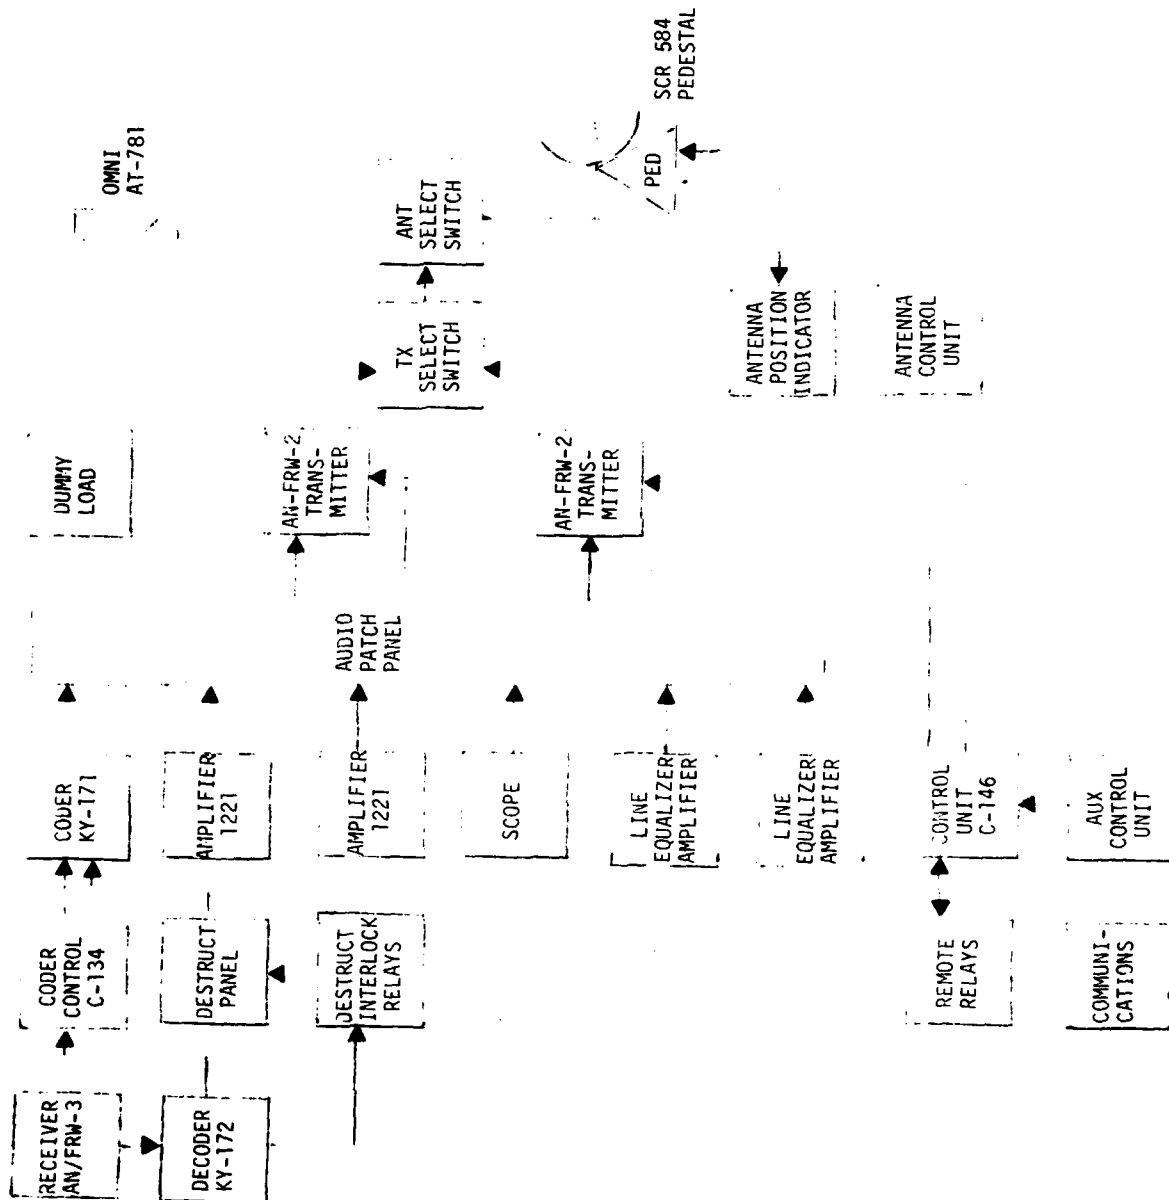 OMNI
AT-781
SCR 584
PEDESTAL
PED
ANT
SELECT
SWITCH
TX
SELECT
SWITCH
ANTENNA
POSITION
INDICATOR
ANTENNA
CONTROL
UNIT
DUMMY
LOAD
AN-FRW-2
TRANS-
MITTER
AN-FRW-2
TRANS-
MITTER
AUDIO
PATCH
PANEL
CODER
KY-171
AMPLIFIER
1221
AMPLIFIER
1221
SCOPE
LINE
EQUALIZER
AMPLIFIER
LINE
EQUALIZER
AMPLIFIER
CONTROL
UNIT
C-146
AUX
CONTROL
UNIT
CODER
CONTROL
C-134
DESTRUCT
PANEL
DESTRUCT
INTERLOCK
RELAYS
REMOTE
RELAYS
COMMUNI-
CATIONS
RECEIVER
AN/FRW-3
DECODER
KY-172